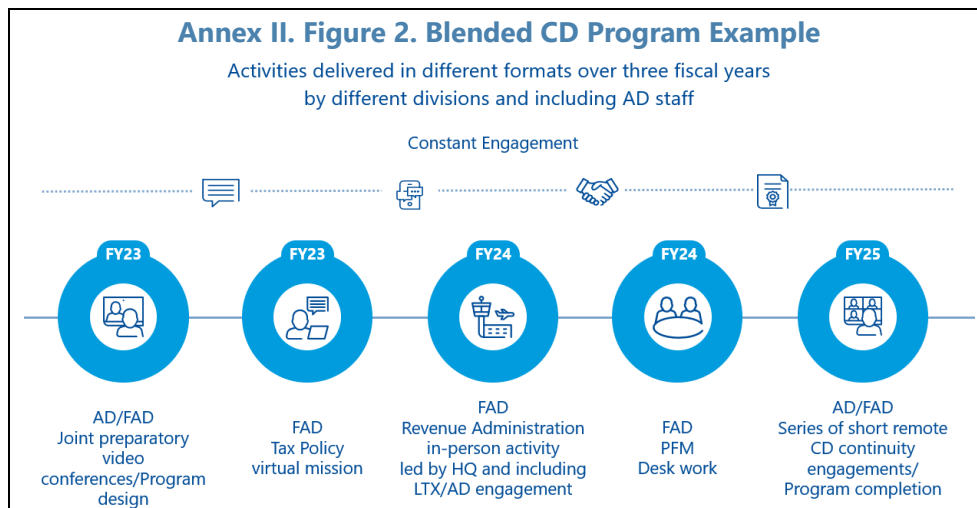 Annex II. Figure 2. Blended CD Program Example
Activities delivered in different formats over three fiscal years
by different divisions and including AD staff
Constant Engagement
FY23
FY23
FY24
FY24
FY25
AD/FAD
Joint preparatory
video
conferences/Program
design
FAD
Tax Policy
virtual mission
FAD
Revenue Administration
in-person activity
led by HQ and including
LTX/AD engagement
FAD
PFM
Desk work
AD/FAD
Series of short remote
CD continuity
engagements/
Program completion